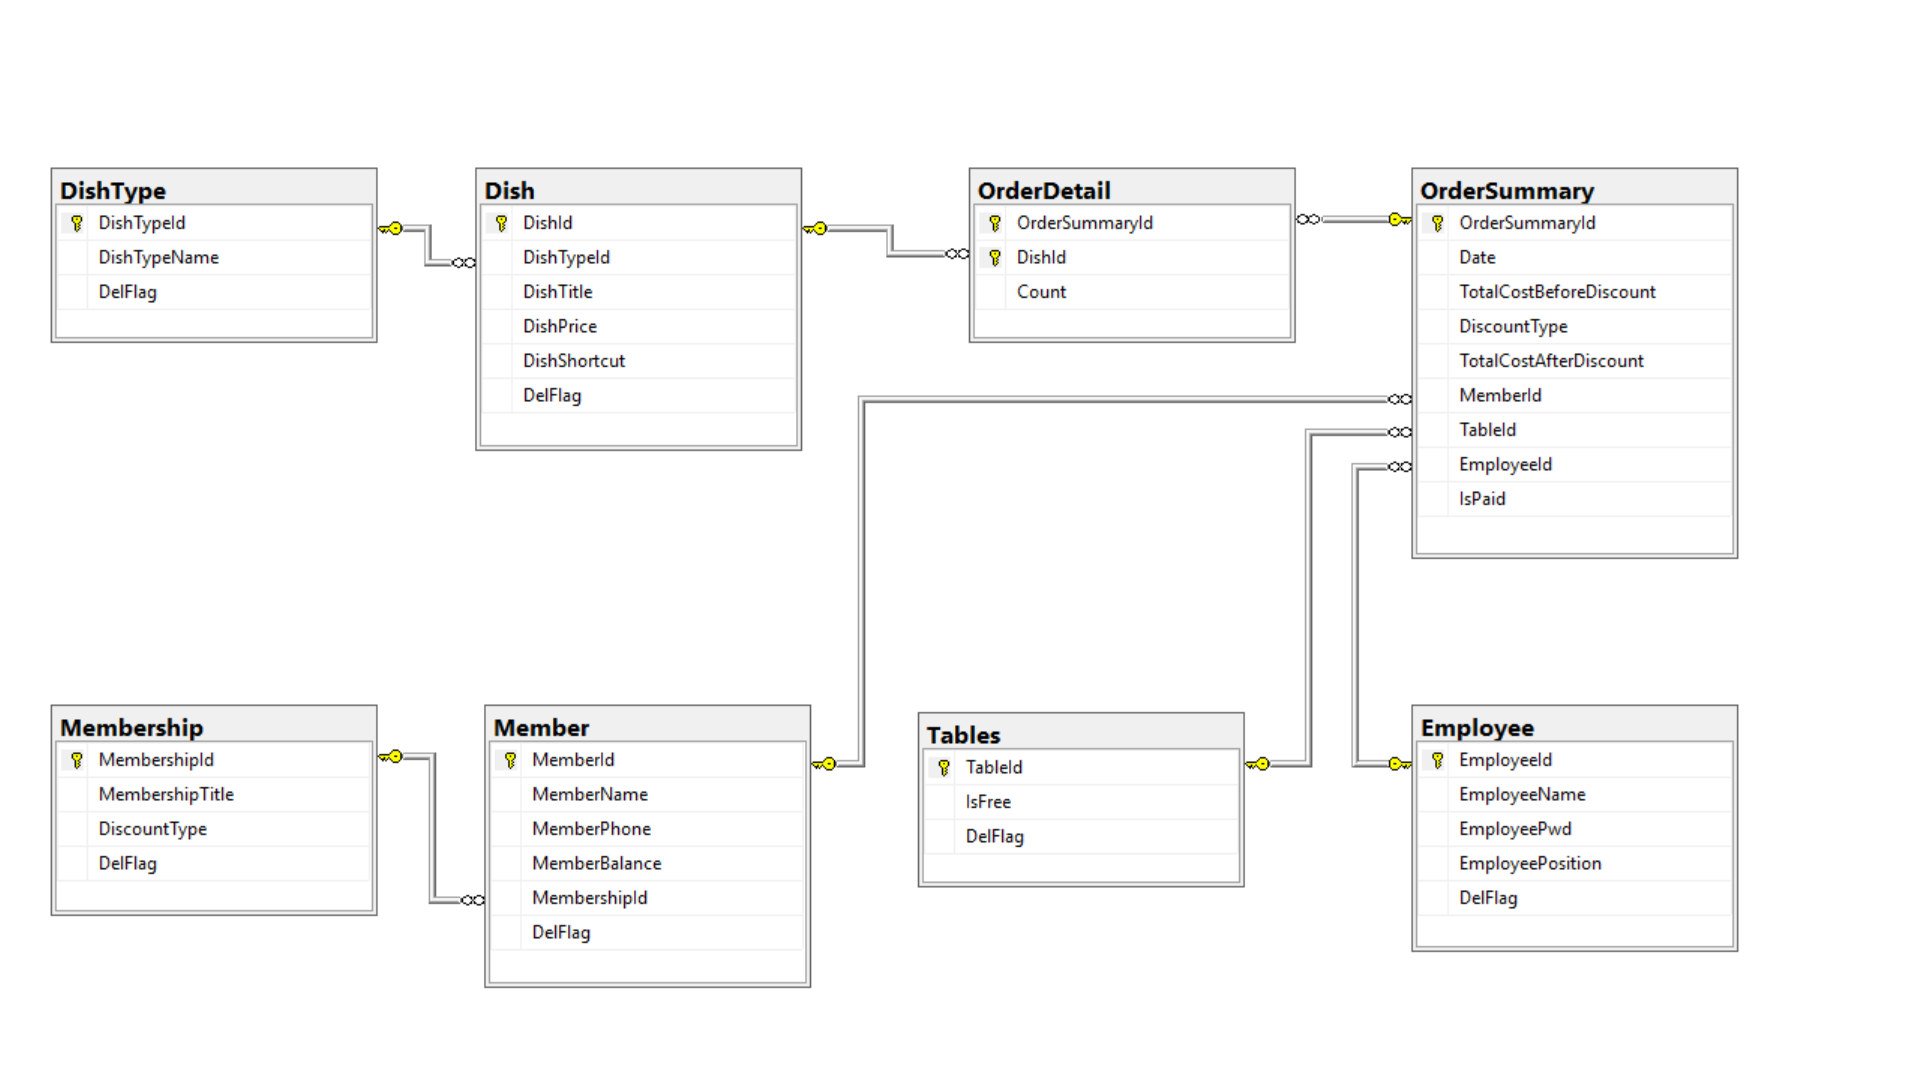 DishType
DishTypeId
DishTypeName
DelFlag
Dish
DishId
DishTypeId
DishTitle
DishPrice
DishShortcut
DelFlag
OrderDetail
OrderSummaryId
DishId
Count
OrderSummary
OrderSummaryId
Date
TotalCostBeforeDiscount
DiscountType
TotalCostAfterDiscount
MemberId
TableId
EmployeeId
IsPaid
Membership
MembershipId
MembershipTitle
DiscountType
DelFlag
Member
MemberId
MemberName
MemberPhone
MemberBalance
MembershipId
DelFlag
Tables
TableId
IsFree
DelFlag
Employee
EmployeeId
EmployeeName
EmployeePwd
EmployeePosition
DelFlag